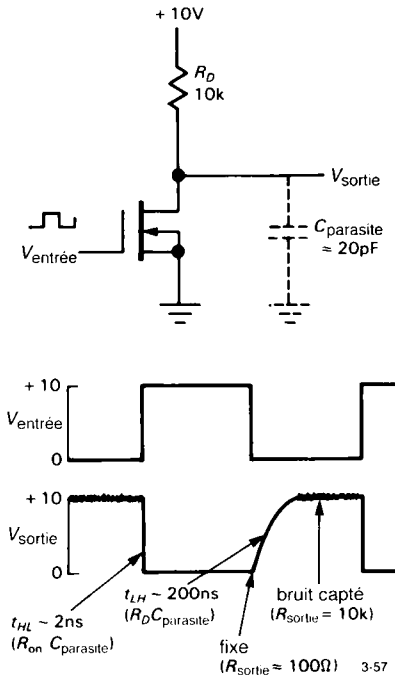 + 10V
R_D
10k
V_sortie
C_parasite
≈ 20pF
V_entrée
+ 10
V_entrée
0
+ 10
V_sortie
0
t_HL ~ 2ns
(R_on C_parasite)
t_LH ~ 200ns
(R_D C_parasite)
bruit capté
(R_sortie = 10k)
fixe
(R_sortie ≈ 100Ω)
3-57